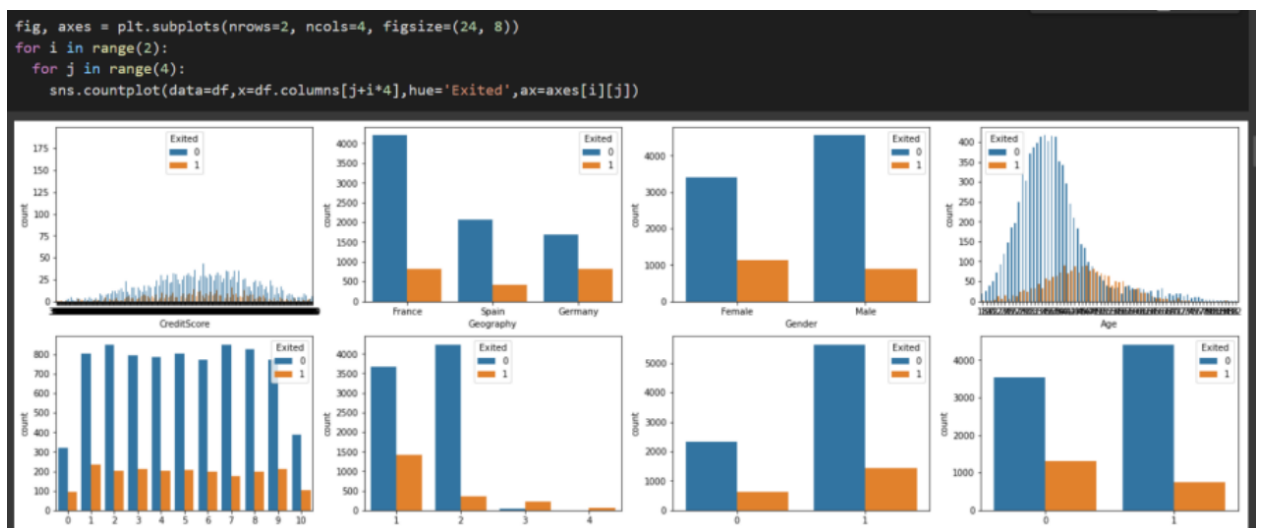 fig, axes = plt.subplots(nrows=2, ncols=4, figsize=(24, 8))
for i in range(2):
for j in range(4):
sns.countplot(data=df,x=df.columns[j+i*4],hue='Exited',ax=axes[i][j])
Exited
0
1
175
150
125
100
75
50
25
0
count
CreditScore
Exited
0
1
4000
3500
3000
2500
2000
1500
1000
500
0
count
France Spain Germany
Geography
Exited
0
1
4000
3000
2000
1000
0
count
Female Male
Gender
Exited
0
1
400
350
300
250
200
150
100
50
0
count
Age
Exited
0
1
800
700
600
500
400
300
200
100
0
count
0 1 2 3 4 5 6 7 8 9 10
Exited
0
1
4000
3500
3000
2500
2000
1500
1000
500
0
count
1 2 3 4
Exited
0
1
5000
4000
3000
2000
1000
0
count
0 1
Exited
0
1
4000
3000
2000
1000
0
count
0 1